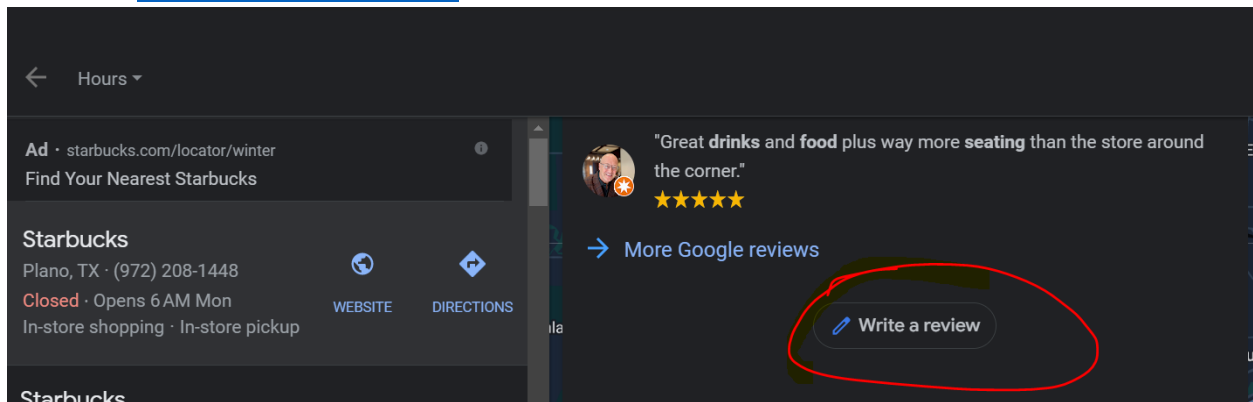 Hours
Ad · starbucks.com/locator/winter
Find Your Nearest Starbucks
Starbucks
Plano, TX · (972) 208-1448
Closed · Opens 6 AM Mon
In-store shopping · In-store pickup
WEBSITE
DIRECTIONS
Starbucks
"Great drinks and food plus way more seating than the store around
the corner."
More Google reviews
Write a review